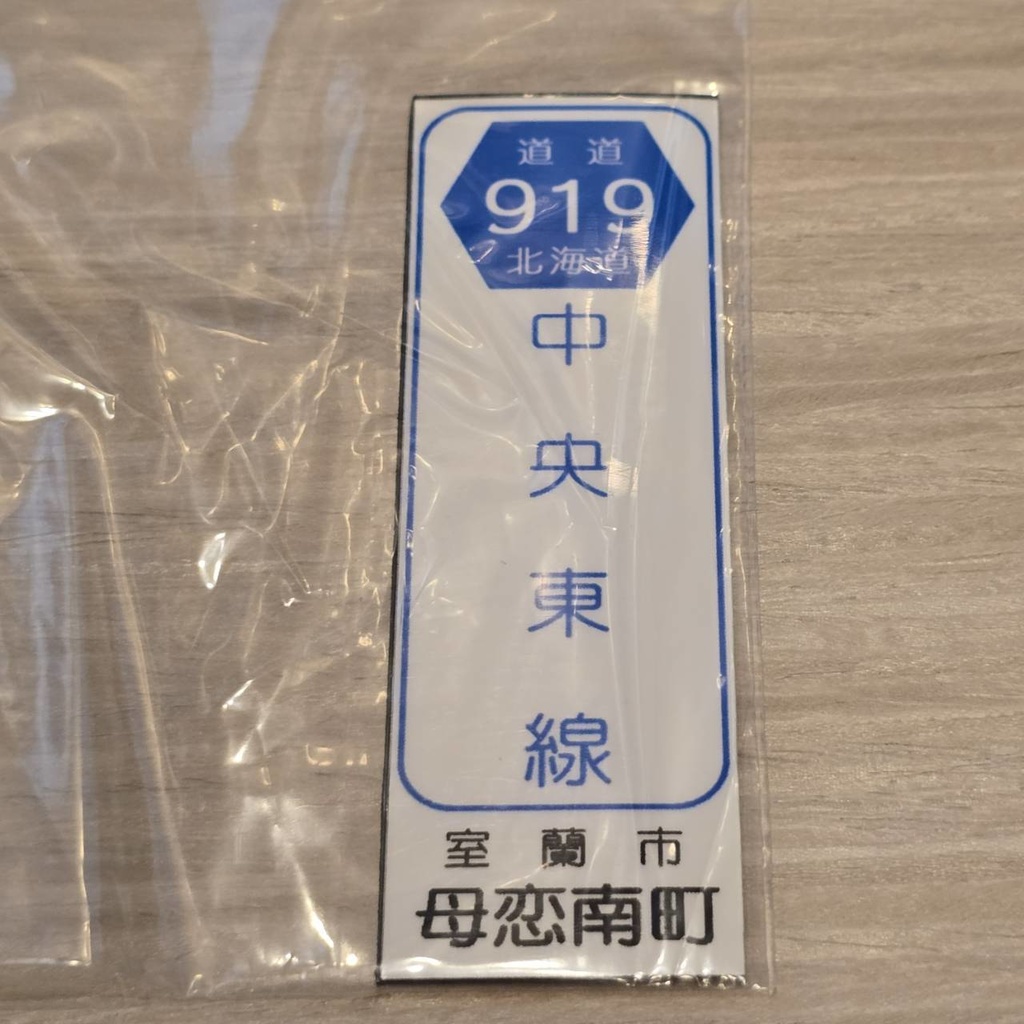 道道
919
北海道
中央東線
室蘭市
母恋南町